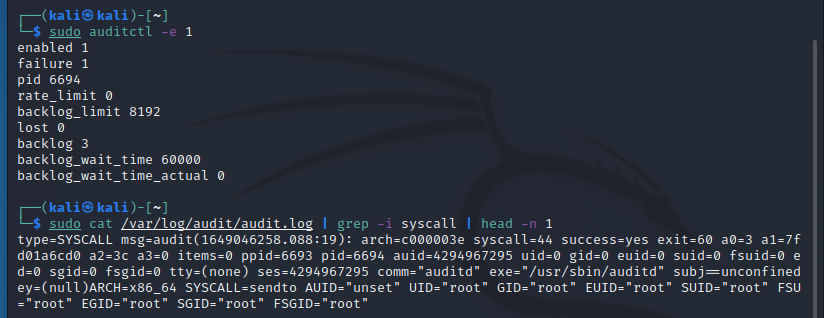 ┌──(kali㉿kali)-[~]
└─$ sudo auditctl -e 1
enabled 1
failure 1
pid 6694
rate_limit 0
backlog_limit 8192
lost 0
backlog 3
backlog_wait_time 60000
backlog_wait_time_actual 0
┌──(kali㉿kali)-[~]
└─$ sudo cat /var/log/audit/audit.log | grep -i syscall | head -n 1
type=SYSCALL msg=audit(1649046258.088:19): arch=c000003e syscall=44 success=yes exit=60 a0=3 a1=7f
d01a6cd0 a2=3c a3=0 items=0 ppid=6693 pid=6694 auid=4294967295 uid=0 gid=0 euid=0 suid=0 fsuid=0 e
d=0 sgid=0 fsgid=0 tty=(none) ses=4294967295 comm="auditd" exe="/usr/sbin/auditd" subj==unconfined
ey=(null)ARCH=x86_64 SYSCALL=sendto AUID="unset" UID="root" GID="root" EUID="root" SUID="root" FSU
="root" EGID="root" SGID="root" FSGID="root"